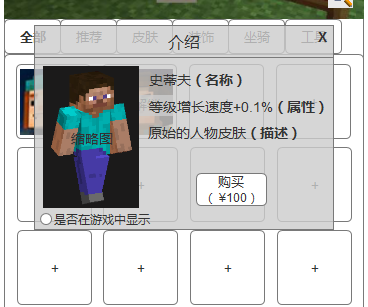 介绍
X
全部 推荐 皮肤 饰 坐骑 工具
史蒂夫（名称）
等级增长速度+0.1%（属性）
原始的人物皮肤（描述）
缩略图
购买
（ ¥100 ）
是否在游戏中显示
+ +
+ + + +